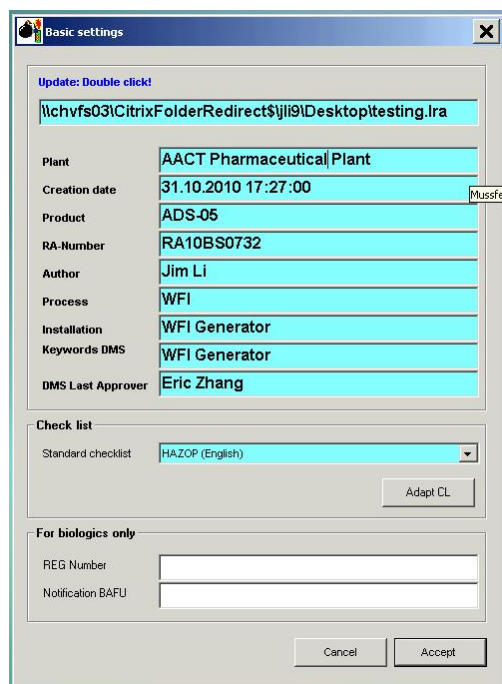 Basic settings
Update: Double click!
\\chvfs03\CitrixFolderRedirect$\jli9\Desktop\testing.lra
Plant AACT Pharmaceutical Plant
Creation date 31.10.2010 17:27:00
Mussfe
Product ADS-05
RA-Number RA10BS0732
Author Jim Li
Process WFI
Installation WFI Generator
Keywords DMS WFI Generator
DMS Last Approver Eric Zhang
Check list
Standard checklist HAZOP (English)
Adapt CL
For biologics only
REG Number
Notification BAFU
Cancel Accept